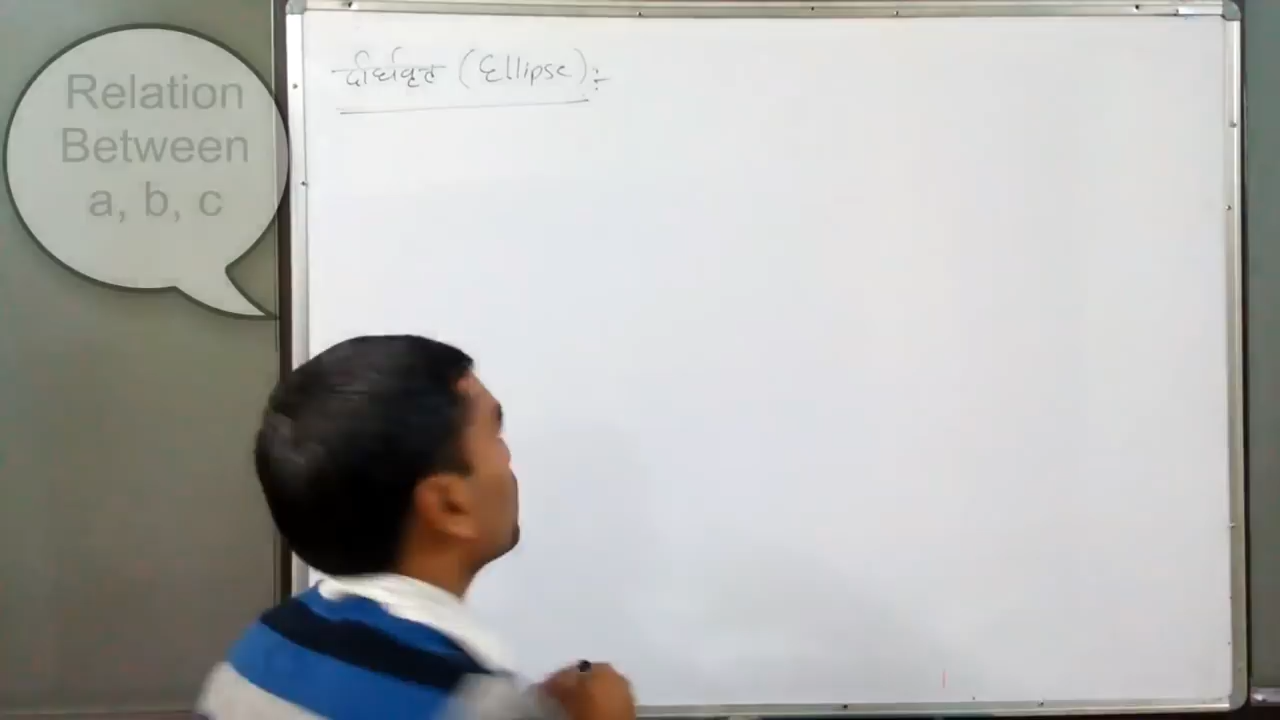 Relation
Between
a, b, c
दीर्घवृत्त (Ellipse):-